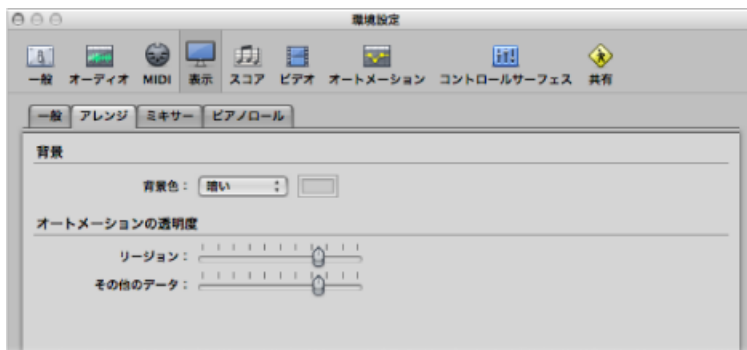 環境設定
一般 オーディオ MIDI 表示 スコア ビデオ オートメーション コントロールサーフェス 共有
一般 アレンジ ミキサー ピアノロール
背景
背景色： 暗い
オートメーションの透明度
リージョン：
その他のデータ：